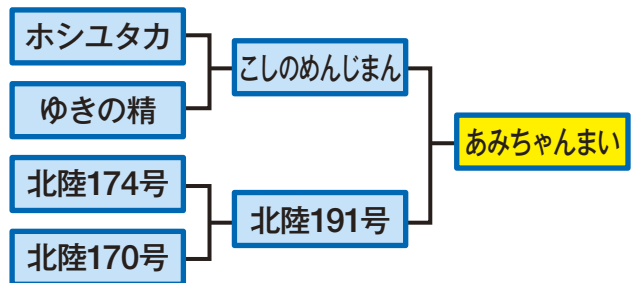 ホシユタカ
ゆきの精
こしのめんじまん
北陸174号
北陸170号
北陸191号
あみちゃんまい